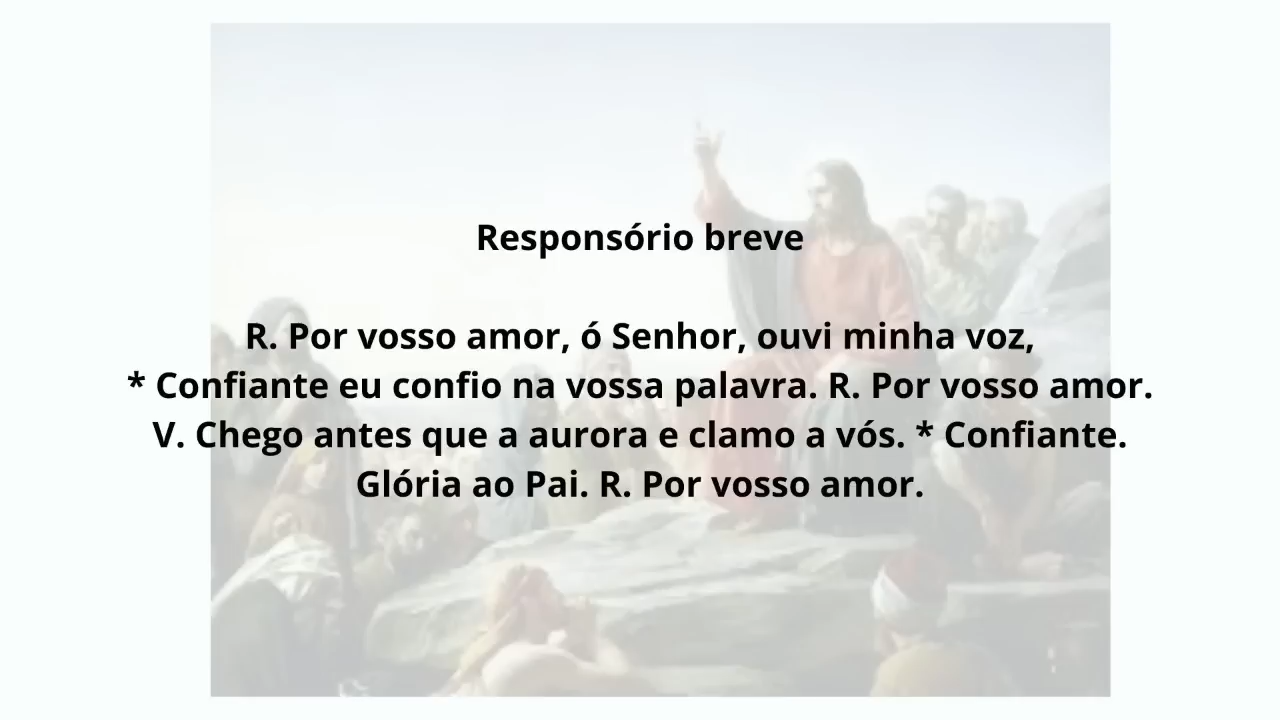 Responsório breve
R. Por vosso amor, ó Senhor, ouvi minha voz,
* Confiante eu confio na vossa palavra. R. Por vosso amor.
V. Chego antes que a aurora e clamo a vós. * Confiante.
Glória ao Pai. R. Por vosso amor.